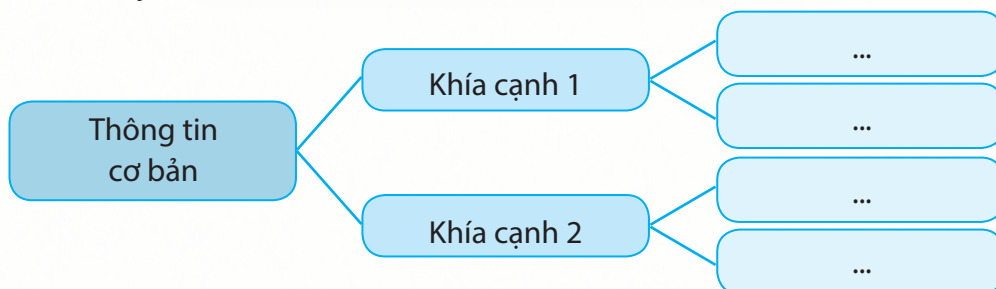 Thông tin
cơ bản
Khía cạnh 1
...
...
Khía cạnh 2
...
...